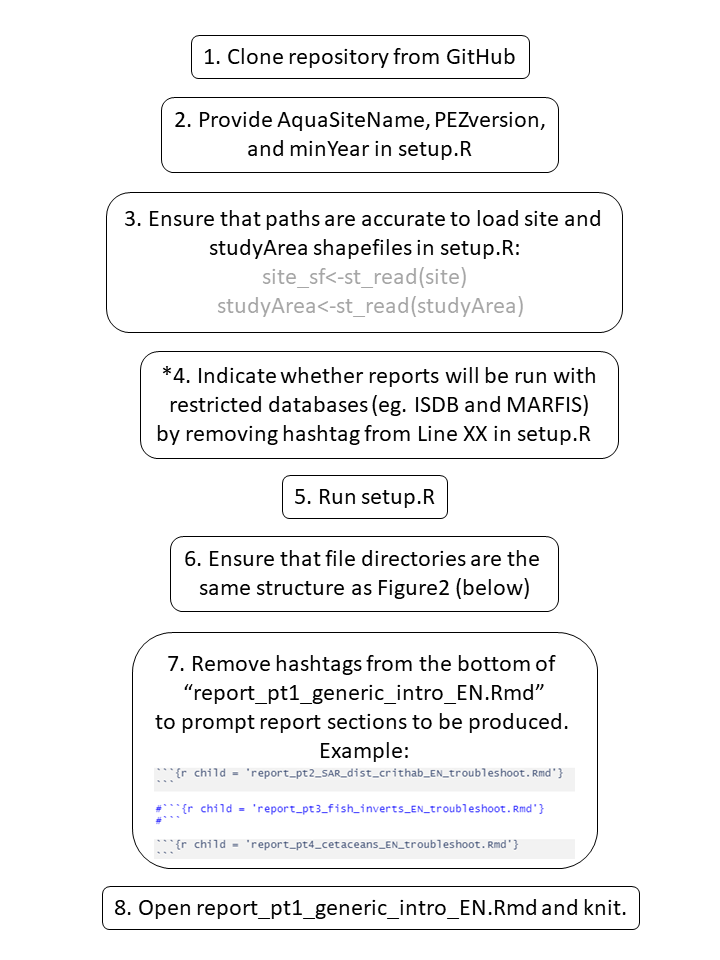 1. Clone repository from GitHub
2. Provide AquaSiteName, PEZversion,
and minYear in setup.R
3. Ensure that paths are accurate to load site and
studyArea shapefiles in setup.R:
site_sf<-st_read(site)
studyArea<-st_read(studyArea)
*4. Indicate whether reports will be run with
restricted databases (eg. ISDB and MARFIS)
by removing hashtag from Line XX in setup.R
5. Run setup.R
6. Ensure that file directories are the
same structure as Figure2 (below)
7. Remove hashtags from the bottom of
“report_pt1_generic_intro_EN.Rmd”
to prompt report sections to be produced.
Example:
```{r child = 'report_pt2_SAR_dist_crithab_EN_troubleshoot.Rmd'}
```
#```{r child = 'report_pt3_fish_inverts_EN_troubleshoot.Rmd'}
#```
```{r child = 'report_pt4_cetaceans_EN_troubleshoot.Rmd'}
```
8. Open report_pt1_generic_intro_EN.Rmd and knit.